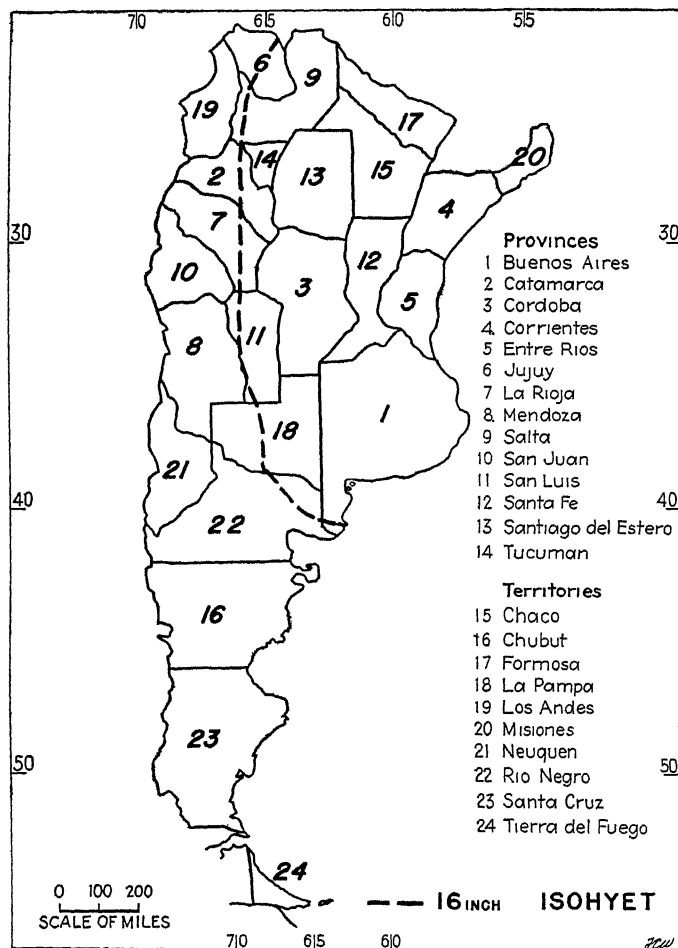 70 65 60 55
6
9
19
17
14
20
2
13
15
7
4
30 30
12
10
3
5
11
8
1
18
21
40 40
22
16
23
50 50
24
Provinces
1 Buenos Aires
2 Catamarca
3 Cordoba
4 Corrientes
5 Entre Rios
6 Jujuy
7 La Rioja
8 Mendoza
9 Salta
10 San Juan
11 San Luis
12 Santa Fe
13 Santiago del Estero
14 Tucuman
Territories
15 Chaco
16 Chubut
17 Formosa
18 La Pampa
19 Los Andes
20 Misiones
21 Neuquen
22 Rio Negro
23 Santa Cruz
24 Tierra del Fuego
0 100 200
SCALE OF MILES
16 INCH ISOHYET
70 65 60